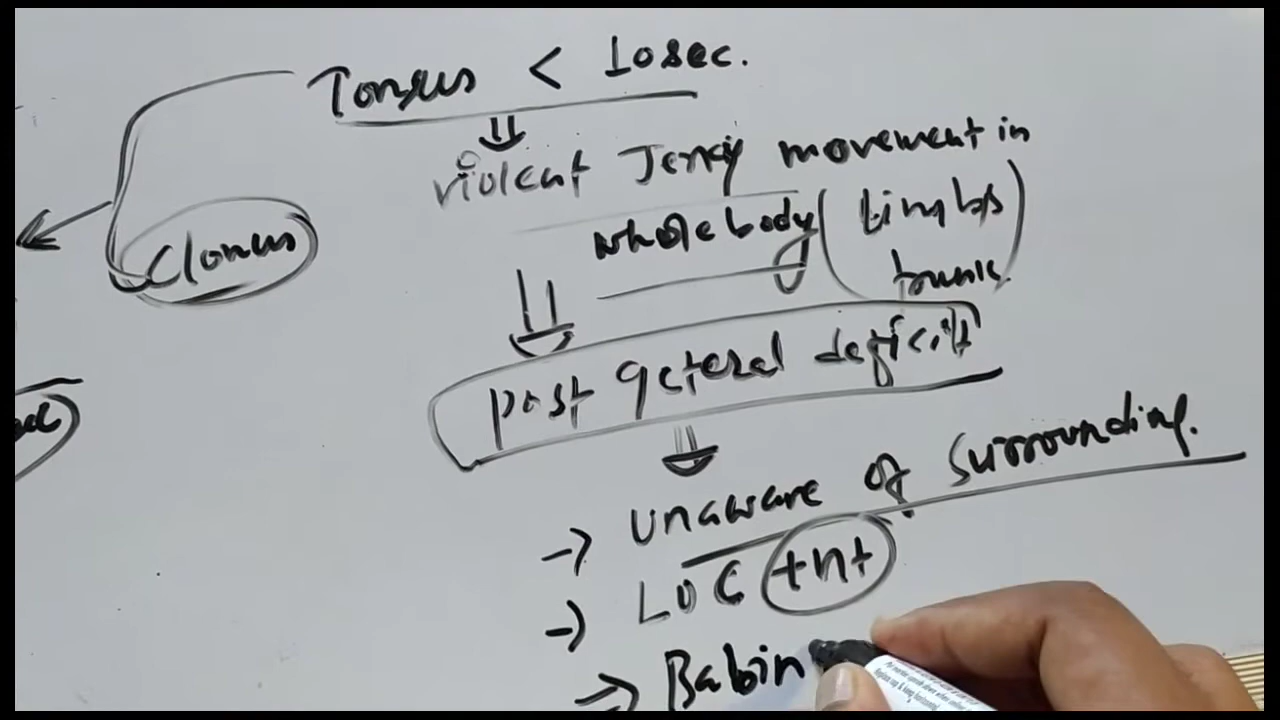 Tonus < 10sec.
violent Jerky movement in
whole body (limbs
trunk
Clonus
post icteral deficit
→ unaware of surrounding.
→ LOC +nt
→ Babin